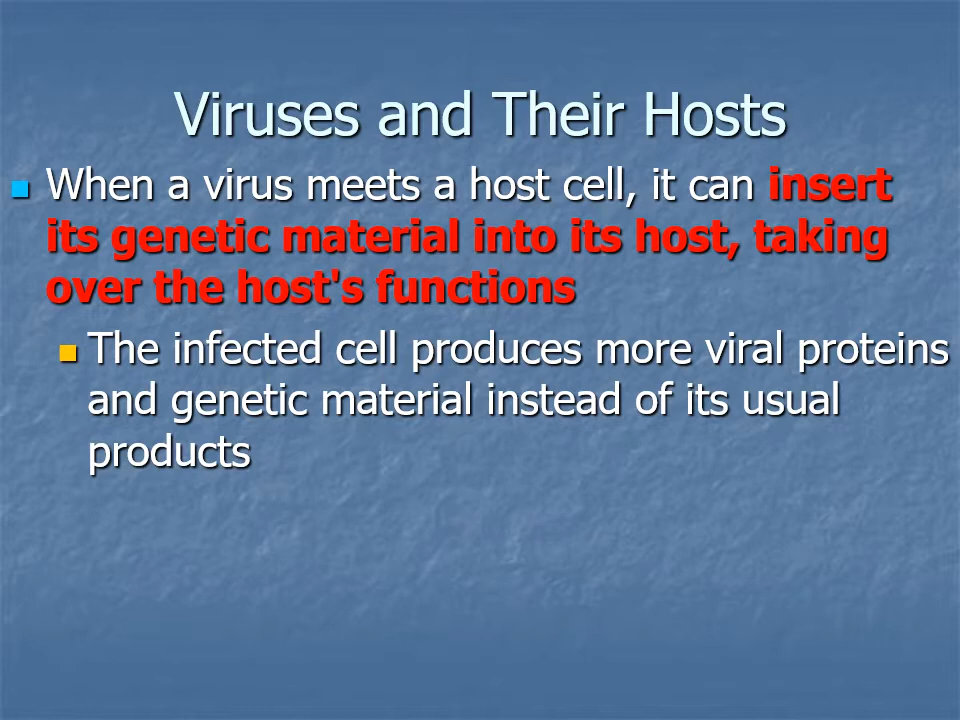 Viruses and Their Hosts
When a virus meets a host cell, it can insert
its genetic material into its host, taking
over the host's functions
The infected cell produces more viral proteins
and genetic material instead of its usual
products